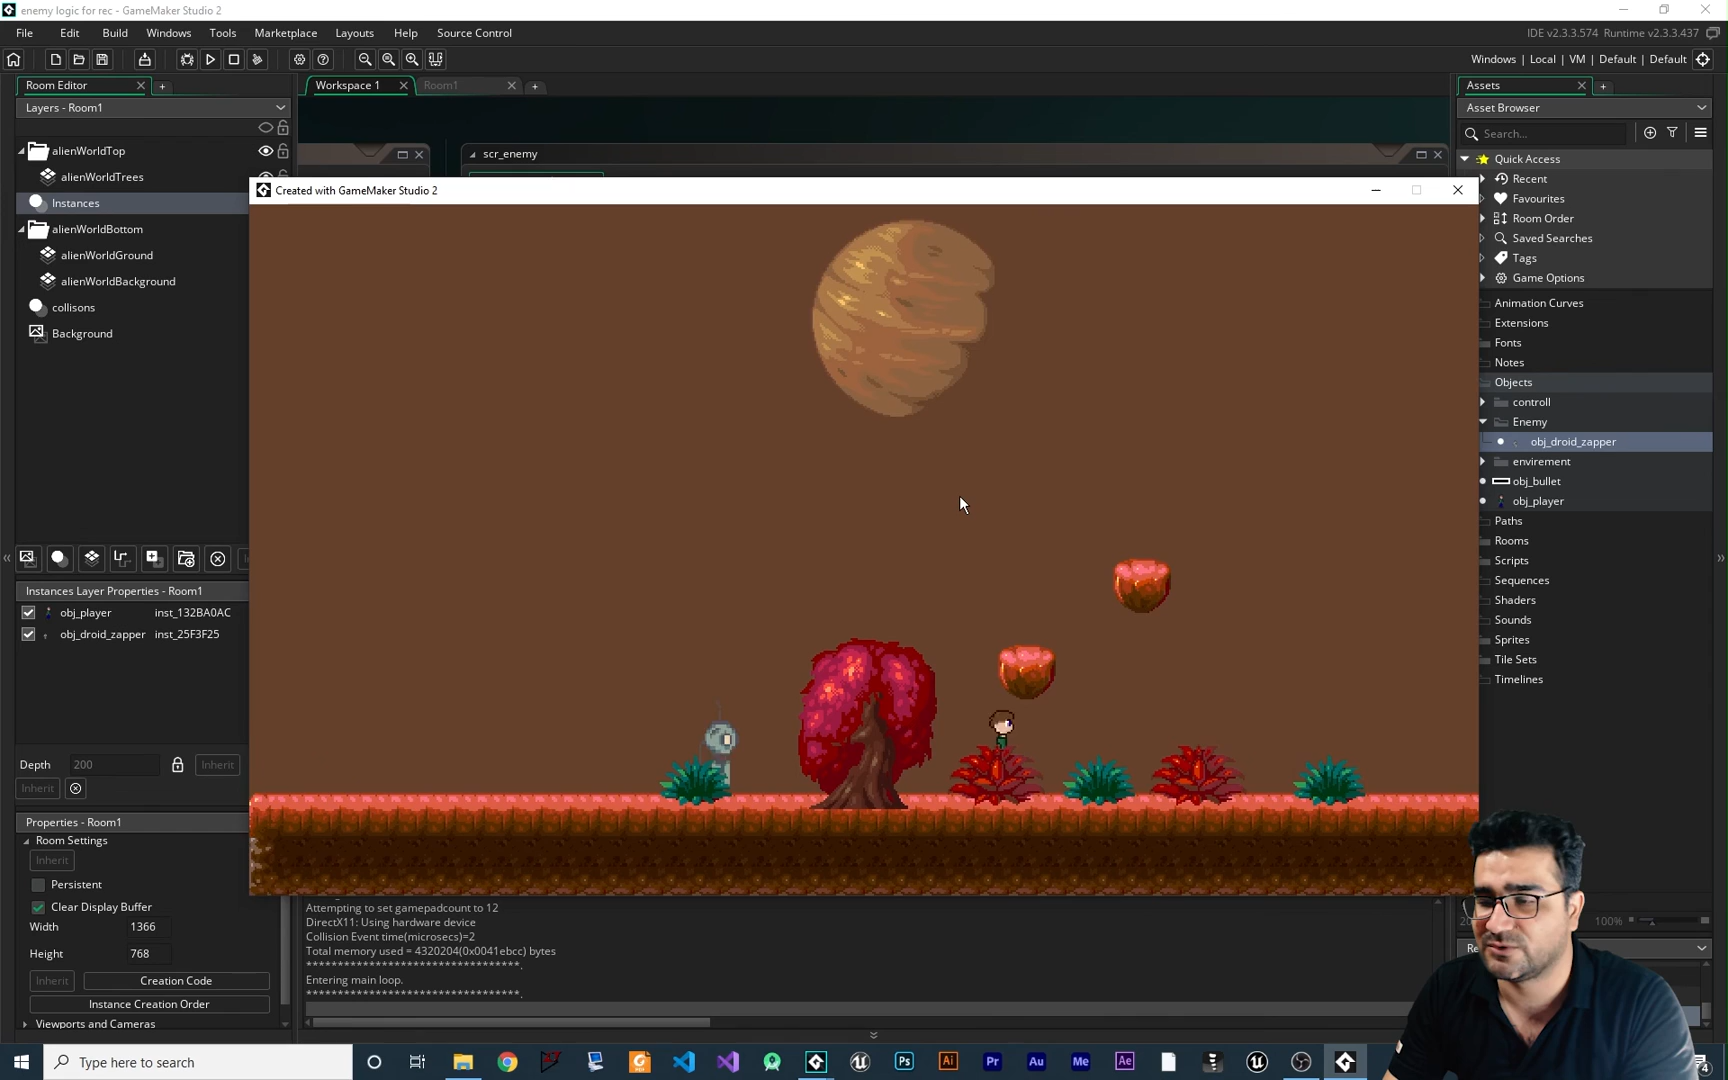 enemy logic for rec - GameMaker Studio 2
File Edit Build Windows Tools Marketplace Layouts Help Source Control
IDE v2.3.3.574 Runtime v2.3.3.437
Windows | Local | VM | Default | Default
Room Editor
Workspace 1
Room1
Assets
Layers - Room1
Asset Browser
Search...
alienWorldTop
scr_enemy
Quick Access
alienWorldTrees
Recent
Created with GameMaker Studio 2
Instances
Favourites
Room Order
alienWorldBottom
Saved Searches
alienWorldGround
Tags
alienWorldBackground
Game Options
collisons
Animation Curves
Background
Extensions
Fonts
Notes
Objects
controll
Enemy
obj_droid_zapper
envirement
obj_bullet
obj_player
Paths
Rooms
Scripts
Sequences
Shaders
Sounds
Sprites
Tile Sets
Timelines
Instances Layer Properties - Room1
obj_player inst_132BA0AC
obj_droid_zapper inst_25F3F25
Depth 200 Inherit
Inherit
Properties - Room1
Room Settings
Inherit
Persistent
Clear Display Buffer
Width 1366
Height 768
Inherit Creation Code
Instance Creation Order
Viewports and Cameras
Attempting to set gamepadcount to 12
DirectX11: Using hardware device
Collision Event time(microsecs)=2
Total memory used = 4320204(0x0041ebcc) bytes
**********************************.
Entering main loop.
**********************************.
100%
Type here to search
Ps Ai Pr Au Me Ae
4